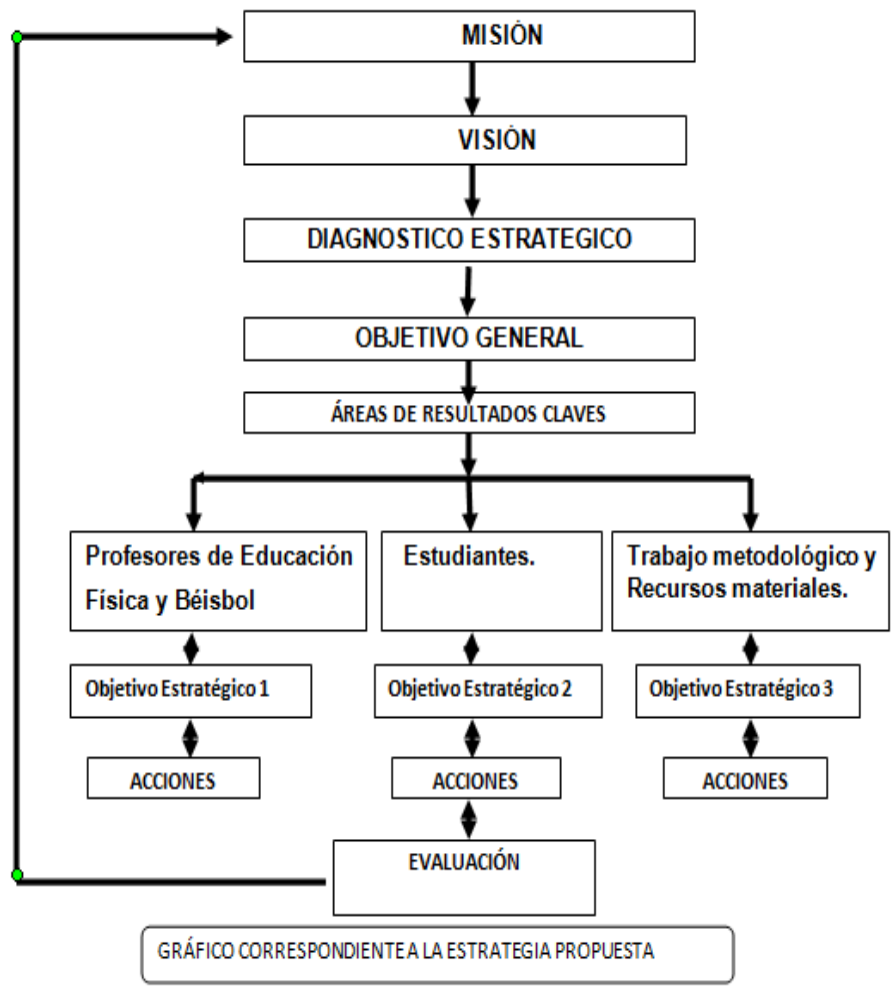 MISIÓN
VISIÓN
DIAGNOSTICO ESTRATEGICO
OBJETIVO GENERAL
ÁREAS DE RESULTADOS CLAVES
Profesores de Educación
Física y Béisbol
Estudiantes.
Trabajo metodológico y
Recursos materiales.
Objetivo Estratégico 1
Objetivo Estratégico 2
Objetivo Estratégico 3
ACCIONES
ACCIONES
ACCIONES
EVALUACIÓN
GRÁFICO CORRESPONDIENTE A LA ESTRATEGIA PROPUESTA